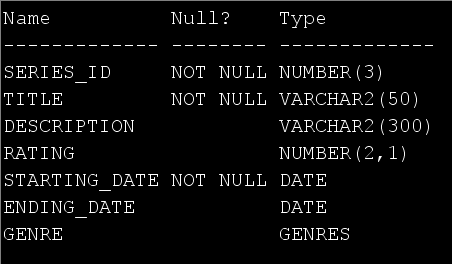 Name          Null?    Type
------------- -------- -------------
SERIES_ID     NOT NULL NUMBER(3)
TITLE         NOT NULL VARCHAR2(50)
DESCRIPTION            VARCHAR2(300)
RATING                 NUMBER(2,1)
STARTING_DATE NOT NULL DATE
ENDING_DATE            DATE
GENRE                  GENRES